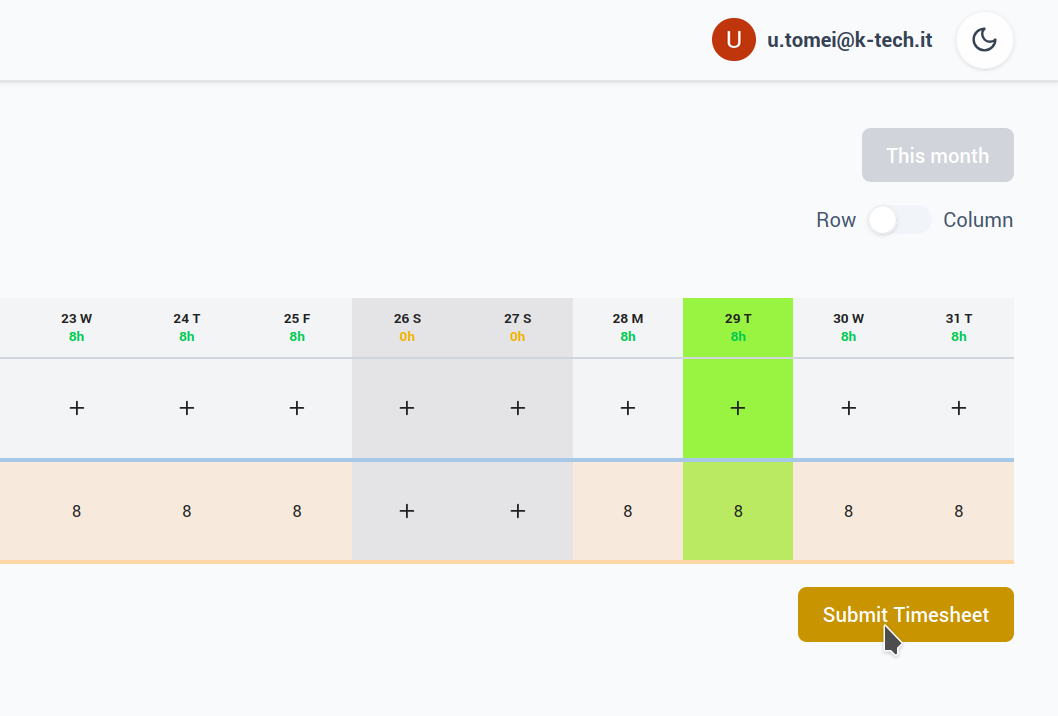 U u.tomei@k-tech.it
This month
Row Column
23 W 24 T 25 F 26 S 27 S 28 M 29 T 30 W 31 T
8h 8h 8h 0h 0h 8h 8h 8h 8h
+ + + + + + + + +
8 8 8 + + 8 8 8 8
Submit Timesheet